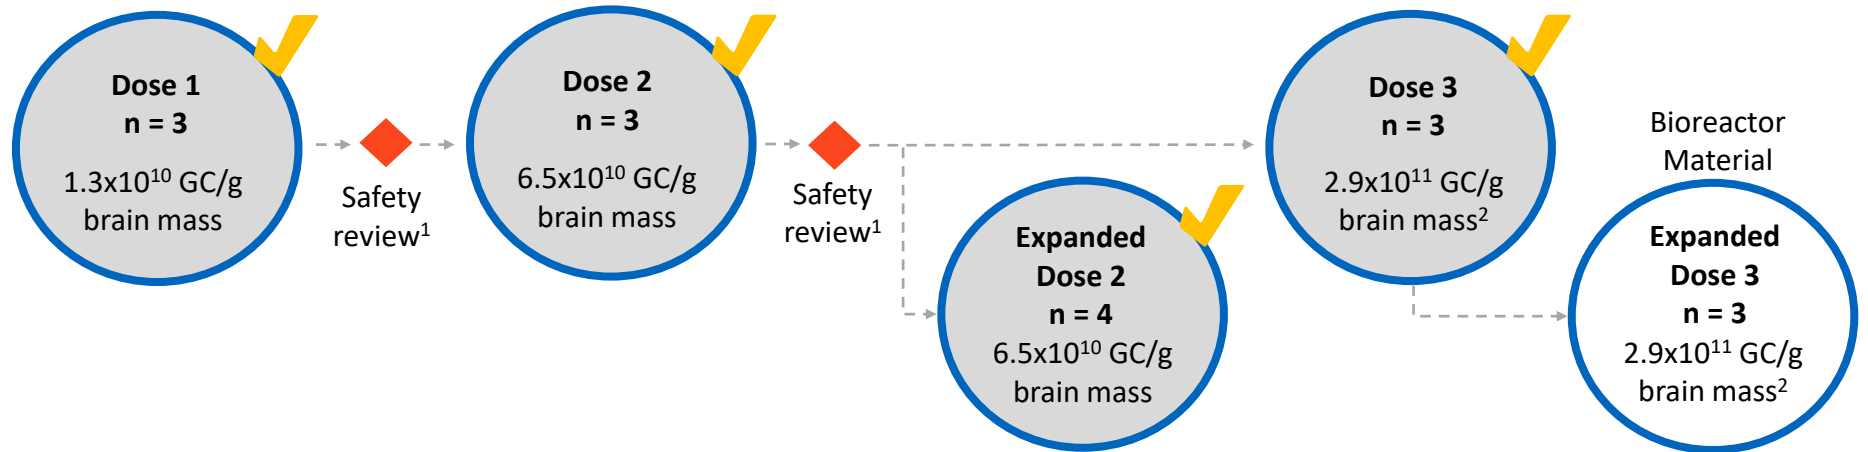 Dose 1
n = 3
1.3x10¹⁰ GC/g
brain mass
Safety
review¹
Dose 2
n = 3
6.5x10¹⁰ GC/g
brain mass
Safety
review¹
Expanded
Dose 2
n = 4
6.5x10¹⁰ GC/g
brain mass
Dose 3
n = 3
2.9x10¹¹ GC/g
brain mass²
Bioreactor
Material
Expanded
Dose 3
n = 3
2.9x10¹¹ GC/g
brain mass²